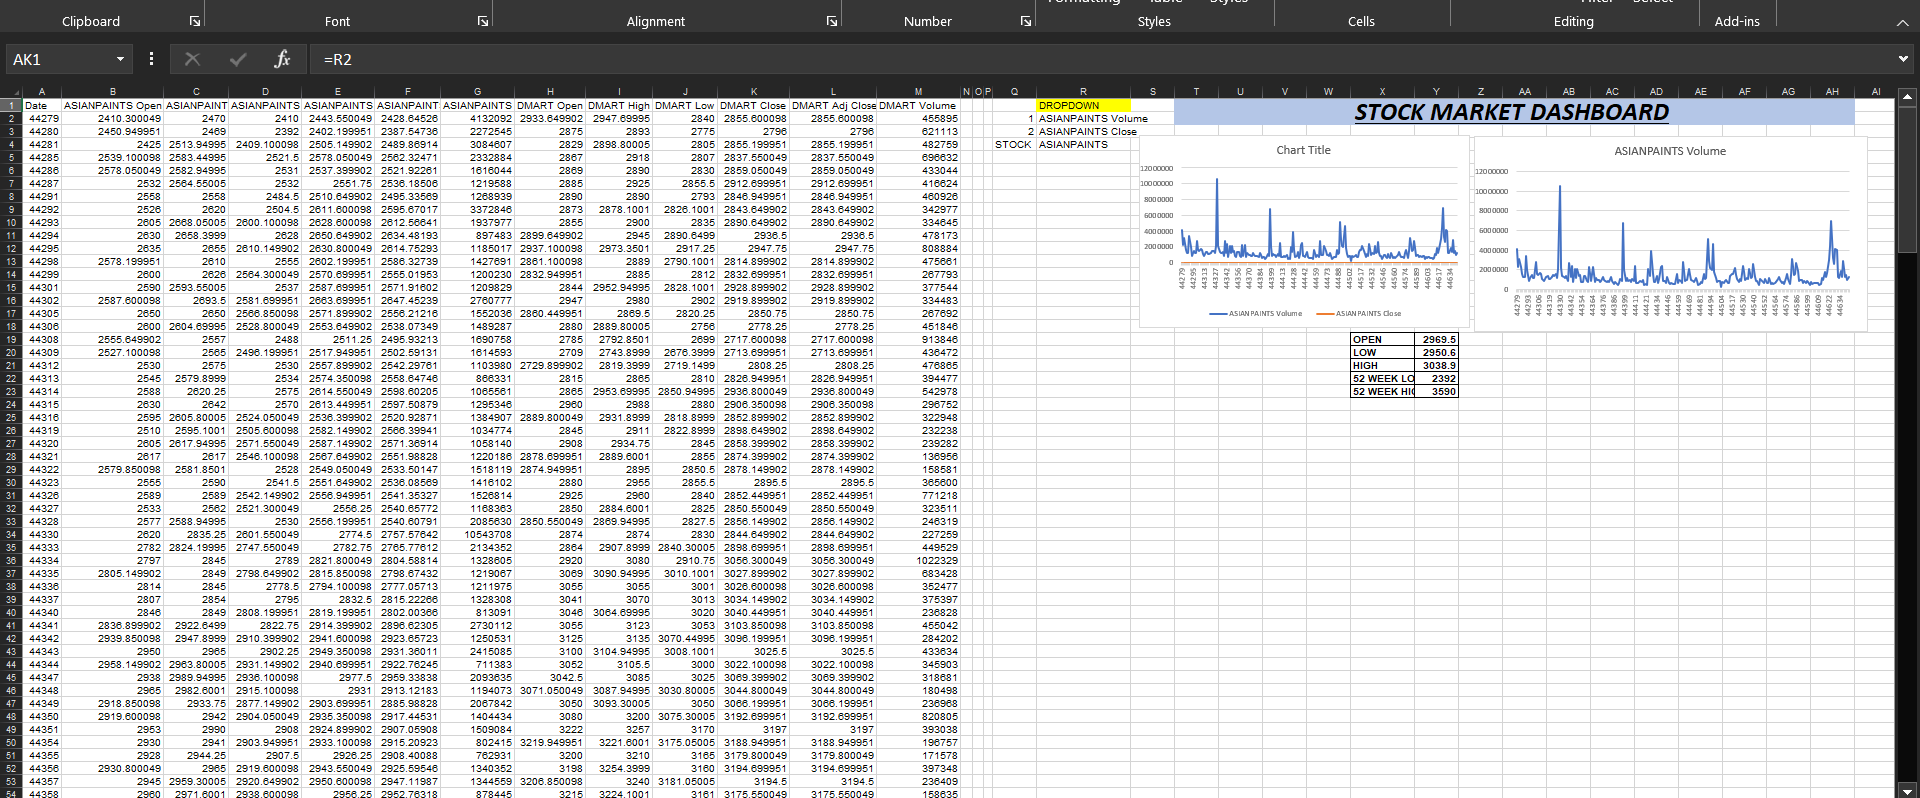 Clipboard Font Alignment Number Styles Cells Editing Add-ins
AK1 fx =R2
A B C D E F G H I J K L M N O P Q R S T U V W X Y Z AA AB AC AD AE AF AG AH AI
1 Date ASIANPAINTS Open ASIANPAINT ASIANPAINTS ASIANPAINTS ASIANPAINT ASIANPAINTS DMART Open DMART High DMART Low DMART Close DMART Adj Close DMART Volume DROPDOWN
STOCK MARKET DASHBOARD
2 44279 2410.300049 2470 2410 2443.550049 2428.64526 4132092 2933.649902 2947.69995 2840 2855.600098 2855.600098 455895 1 ASIANPAINTS Volume
3 44280 2450.949951 2469 2392 2402.199951 2387.54736 2272545 2875 2893 2775 2796 2796 621113 2 ASIANPAINTS Close
4 44281 2425 2513.94995 2409.100098 2505.149902 2489.86914 3084607 2829 2898.80005 2805 2855.199951 2855.199951 482759 STOCK ASIANPAINTS
5 44285 2539.100098 2583.44995 2521.5 2578.050049 2562.32471 2332884 2867 2918 2807 2837.550049 2837.550049 696632
6 44286 2578.050049 2582.94995 2531 2537.399902 2521.92261 1616044 2869 2890 2830 2859.050049 2859.050049 433044
7 44287 2532 2564.55005 2532 2551.75 2536.18506 1219588 2885 2925 2855.5 2912.699951 2912.699951 416624
8 44291 2558 2558 2484.5 2510.649902 2495.33569 1268939 2890 2890 2793 2846.949951 2846.949951 460926
9 44292 2526 2620 2504.5 2611.600098 2595.67017 3372846 2873 2878.1001 2826.1001 2843.649902 2843.649902 342977
10 44293 2605 2668.05005 2600.100098 2628.600098 2612.56641 1937977 2855 2900 2835 2890.649902 2890.649902 334645
11 44294 2630 2658.3999 2628 2650.649902 2634.48193 897483 2899.649902 2945 2890.6499 2936.5 2936.5 478173
12 44295 2635 2655 2610.149902 2630.800049 2614.75293 1185017 2937.100098 2973.3501 2917.25 2947.75 2947.75 808884
13 44298 2578.199951 2610 2555 2602.199951 2586.32739 1427691 2861.100098 2889 2790.1001 2814.899902 2814.899902 475661
14 44299 2600 2626 2564.300049 2570.699951 2555.01953 1200230 2832.949951 2885 2812 2832.699951 2832.699951 267793
15 44301 2590 2593.55005 2537 2587.699951 2571.91602 1209829 2844 2952.94995 2828.1001 2928.899902 2928.899902 377544
16 44302 2587.600098 2693.5 2581.699951 2663.699951 2647.45239 2760777 2947 2980 2902 2919.899902 2919.899902 334483
17 44305 2650 2650 2566.850098 2571.899902 2556.21216 1552036 2860.449951 2869.5 2820.25 2850.75 2850.75 267692
18 44306 2600 2604.69995 2528.800049 2553.649902 2538.07349 1489287 2880 2889.80005 2756 2778.25 2778.25 451846
19 44308 2555.649902 2557 2488 2511.25 2495.93213 1690758 2785 2792.8501 2699 2717.600098 2717.600098 913846
20 44309 2527.100098 2565 2496.199951 2517.949951 2502.59131 1614593 2709 2743.8999 2676.3999 2713.699951 2713.699951 436472
21 44312 2530 2575 2530 2557.899902 2542.29761 1103980 2729.899902 2819.3999 2719.1499 2808.25 2808.25 476865
22 44313 2545 2579.8999 2534 2574.350098 2558.64746 866331 2815 2865 2810 2826.949951 2826.949951 394477
23 44314 2588 2620.25 2575 2614.550049 2598.60205 1065561 2865 2953.69995 2850.94995 2936.800049 2936.800049 542978
24 44315 2630 2642 2570 2613.449951 2597.50879 1295346 2960 2988 2880 2906.350098 2906.350098 296752
25 44316 2595 2605.80005 2524.050049 2536.399902 2520.92871 1384907 2889.800049 2931.8999 2818.8999 2852.899902 2852.899902 322948
26 44319 2510 2595.1001 2505.600098 2582.149902 2566.39941 1034774 2845 2911 2822.8999 2898.649902 2898.649902 232238
27 44320 2605 2617.94995 2571.550049 2587.149902 2571.36914 1058140 2908 2934.75 2845 2858.399902 2858.399902 239282
28 44321 2617 2617 2546.100098 2567.649902 2551.98828 1220186 2878.699951 2889.6001 2855 2874.399902 2874.399902 136956
29 44322 2579.850098 2581.8501 2528 2549.050049 2533.50147 1518119 2874.949951 2895 2850.5 2878.149902 2878.149902 158581
30 44323 2555 2590 2541.5 2551.649902 2536.08569 1416102 2880 2955 2855.5 2895.5 2895.5 365600
31 44326 2589 2589 2542.149902 2556.949951 2541.35327 1526814 2925 2960 2840 2852.449951 2852.449951 771218
32 44327 2533 2562 2521.300049 2556.25 2540.65772 1168363 2850 2884.6001 2825 2850.550049 2850.550049 323511
33 44328 2577 2588.94995 2530 2556.199951 2540.60791 2085630 2850.550049 2869.94995 2827.5 2856.149902 2856.149902 246319
34 44330 2620 2835.25 2601.550049 2774.5 2757.57642 10543708 2874 2874 2830 2844.649902 2844.649902 227259
35 44333 2782 2824.19995 2747.550049 2782.75 2765.77612 2134352 2864 2907.8999 2840.30005 2898.699951 2898.699951 449529
36 44334 2797 2845 2789 2821.800049 2804.58814 1328605 2920 3080 2910.75 3056.300049 3056.300049 1022329
37 44335 2805.149902 2849 2798.649902 2815.850098 2798.67432 1219067 3069 3090.94995 3010.1001 3027.899902 3027.899902 683428
38 44336 2814 2845 2778.5 2794.100098 2777.05713 1211975 3055 3055 3001 3026.600098 3026.600098 352477
39 44337 2807 2854 2795 2832.5 2815.22266 1328308 3041 3070 3013 3034.149902 3034.149902 375397
40 44340 2846 2849 2808.199951 2819.199951 2802.00366 813091 3046 3064.69995 3020 3040.449951 3040.449951 236828
41 44341 2836.899902 2922.6499 2822.75 2914.399902 2896.62305 2730112 3055 3123 3053 3103.850098 3103.850098 455042
42 44342 2939.850098 2947.8999 2910.399902 2941.600098 2923.65723 1250531 3125 3135 3070.44995 3096.199951 3096.199951 284202
43 44343 2950 2965 2902.25 2949.350098 2931.36011 2415085 3100 3104.94995 3008.1001 3025.5 3025.5 433634
44 44344 2958.149902 2963.80005 2931.149902 2940.699951 2922.76245 711383 3052 3105.5 3000 3022.100098 3022.100098 345903
45 44347 2938 2989.94995 2936.100098 2977.5 2959.33838 2093635 3042.5 3085 3025 3069.399902 3069.399902 318681
46 44348 2965 2982.6001 2915.100098 2931 2913.12183 1194073 3071.050049 3087.94995 3030.80005 3044.800049 3044.800049 180498
47 44349 2918.850098 2933.75 2877.149902 2903.699951 2885.98828 2067842 3050 3093.30005 3050 3066.199951 3066.199951 236968
48 44350 2919.600098 2942 2904.050049 2935.350098 2917.44531 1404434 3080 3200 3075.30005 3192.699951 3192.699951 820805
49 44351 2953 2990 2908 2924.899902 2907.05908 1509084 3222 3257 3170 3197 3197 393038
50 44354 2930 2941 2903.949951 2933.100098 2915.20923 802415 3219.949951 3221.6001 3175.05005 3188.949951 3188.949951 196757
51 44355 2928 2944.25 2907.5 2926.25 2908.40088 762931 3200 3210 3165 3179.800049 3179.800049 171578
52 44356 2930.800049 2965 2919.600098 2943.550049 2925.59546 1340352 3198 3254.3999 3160 3194.699951 3194.699951 397348
53 44357 2945 2959.30005 2920.649902 2950.600098 2947.11987 1344559 3206.850098 3240 3181.05005 3194.5 3194.5 236409
54 44358 2960 2971.6001 2938.600098 2956.25 2952.76318 878445 3215 3224.1001 3161 3175.550049 3175.550049 158635
Chart Title
12000000
10000000
8000000
6000000
4000000
2000000
0
ASIANPAINTS Volume ASIANPAINTS Close
ASIANPAINTS Volume
12000000
10000000
8000000
6000000
4000000
2000000
0
OPEN 2969.5
LOW 2950.6
HIGH 3038.9
52 WEEK LO 2392
52 WEEK HI 3590